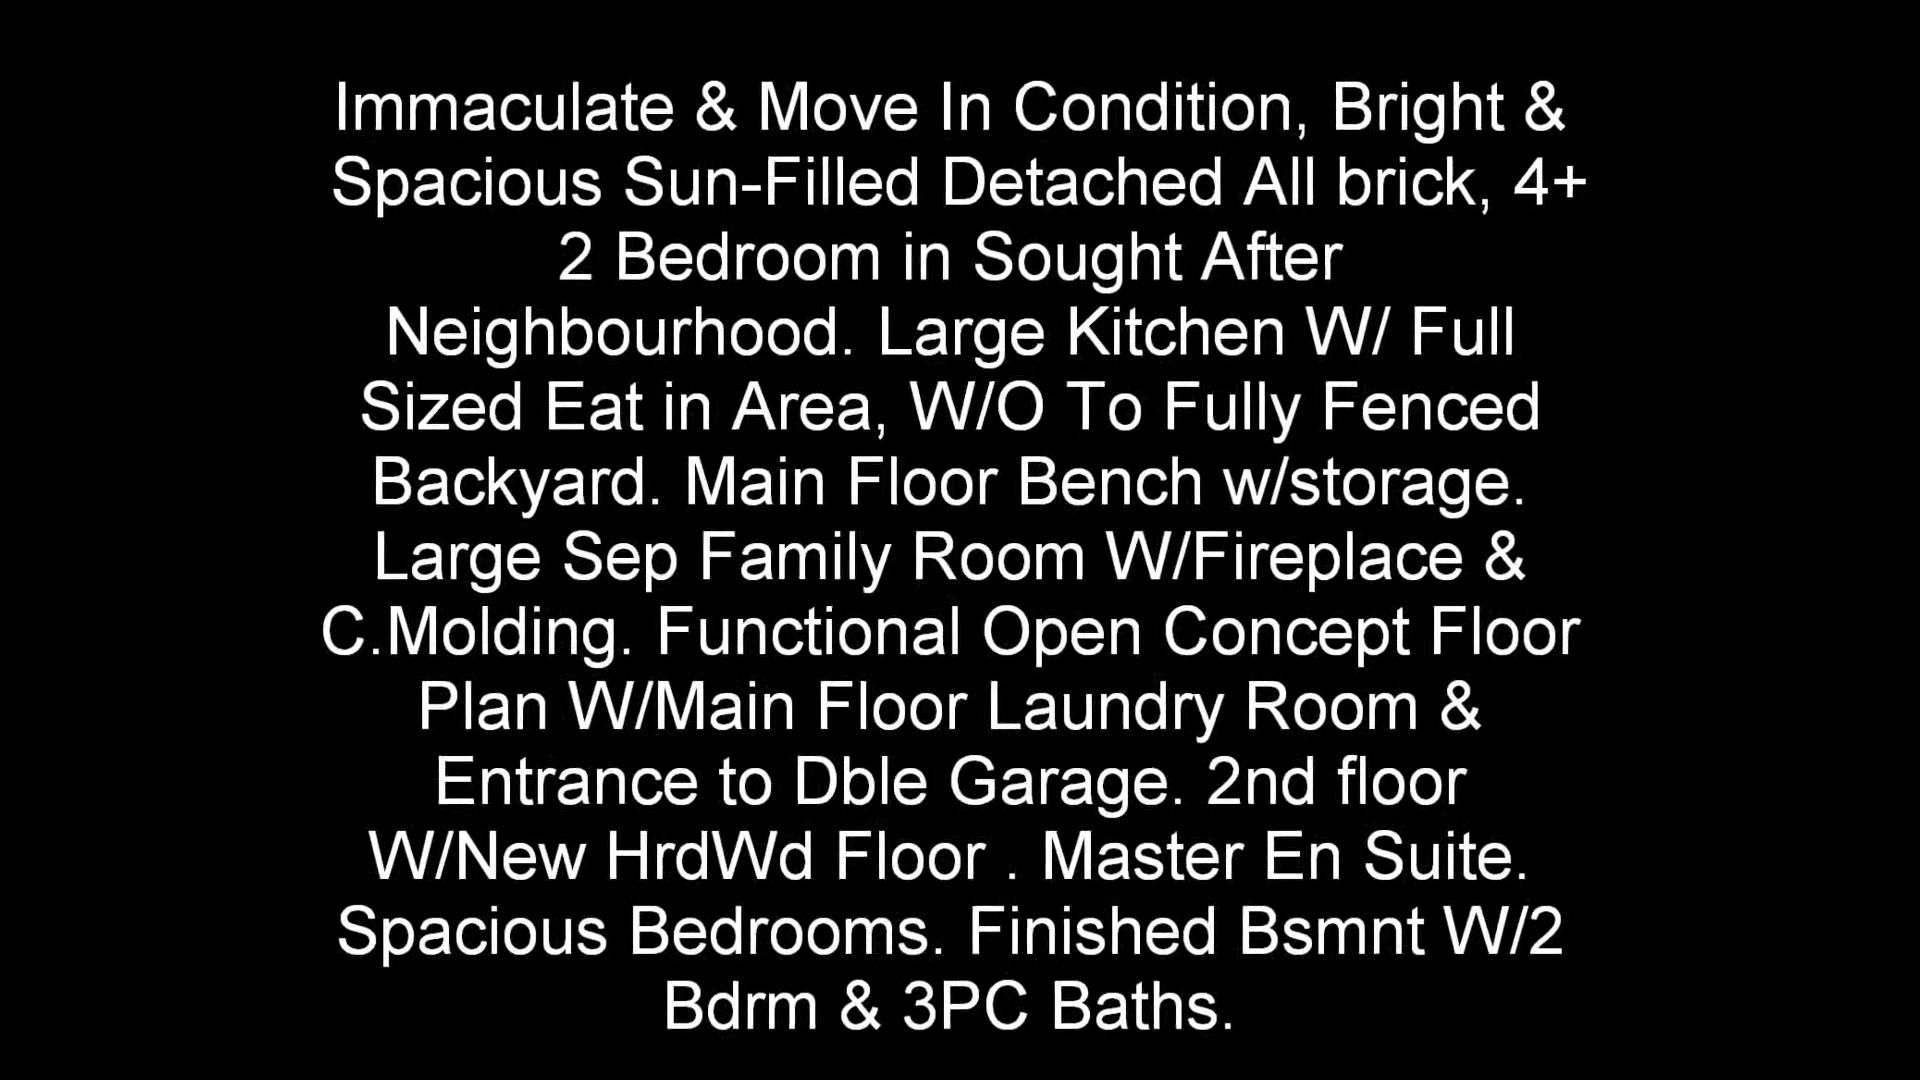 Immaculate & Move In Condition, Bright &
Spacious Sun-Filled Detached All brick, 4+
2 Bedroom in Sought After
Neighbourhood. Large Kitchen W/ Full
Sized Eat in Area, W/O To Fully Fenced
Backyard. Main Floor Bench w/storage.
Large Sep Family Room W/Fireplace &
C.Molding. Functional Open Concept Floor
Plan W/Main Floor Laundry Room &
Entrance to Dble Garage. 2nd floor
W/New HrdWd Floor . Master En Suite.
Spacious Bedrooms. Finished Bsmnt W/2
Bdrm & 3PC Baths.